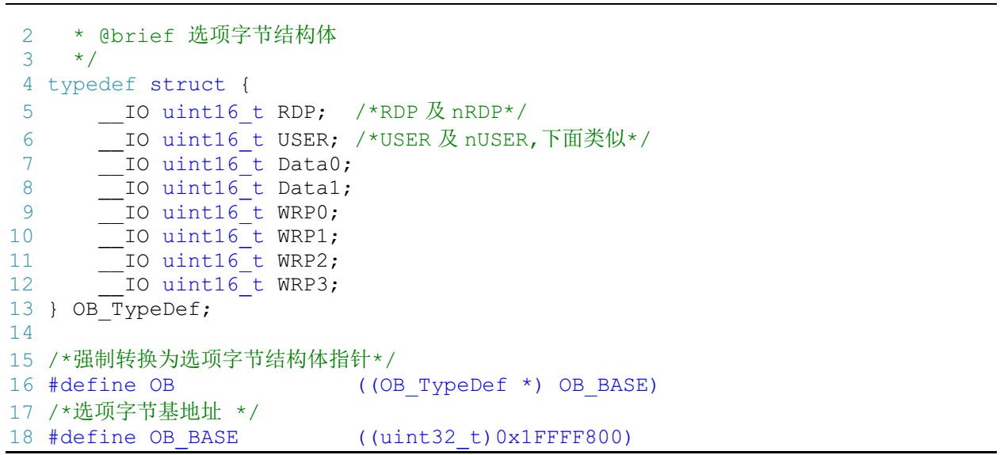 2   * @brief 选项字节结构体
3   */
4 typedef struct {
5     __IO uint16_t RDP;  /*RDP 及 nRDP*/
6     __IO uint16_t USER; /*USER 及 nUSER,下面类似*/
7     __IO uint16_t Data0;
8     __IO uint16_t Data1;
9     __IO uint16_t WRP0;
10     __IO uint16_t WRP1;
11     __IO uint16_t WRP2;
12     __IO uint16_t WRP3;
13 } OB_TypeDef;
14
15 /*强制转换为选项字节结构体指针*/
16 #define OB               ((OB_TypeDef *) OB_BASE)
17 /*选项字节基地址 */
18 #define OB_BASE          ((uint32_t)0x1FFFF800)